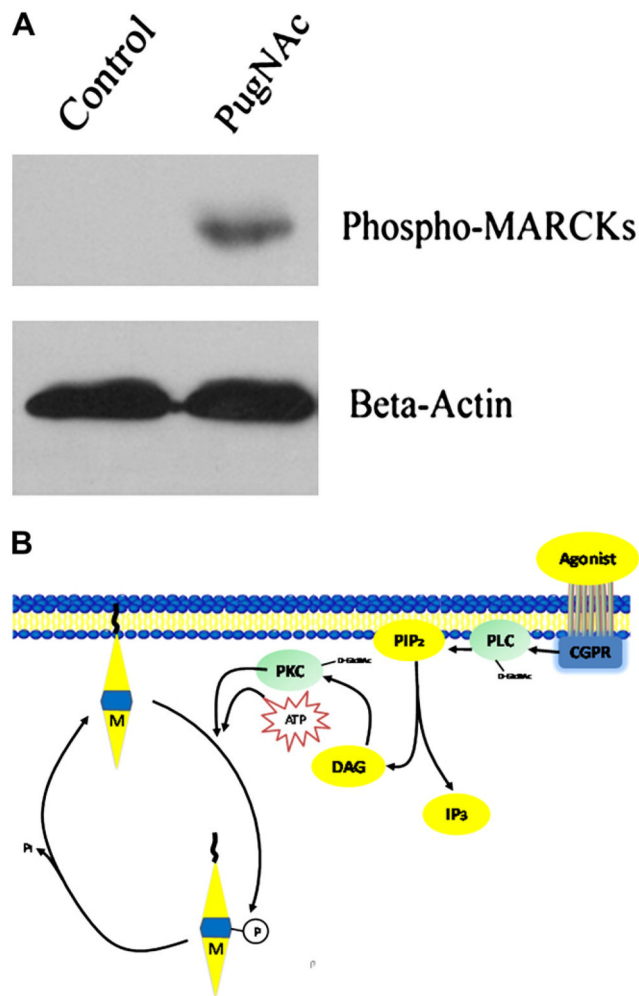 A
Control
PugNAc
Phospho-MARCKs
Beta-Actin
B
Agonist
PIP2
PLC
CGPR
O-GlcNAc
O-GlcNAc
PKC
ATP
DAG
IP3
M
Pi
P
M